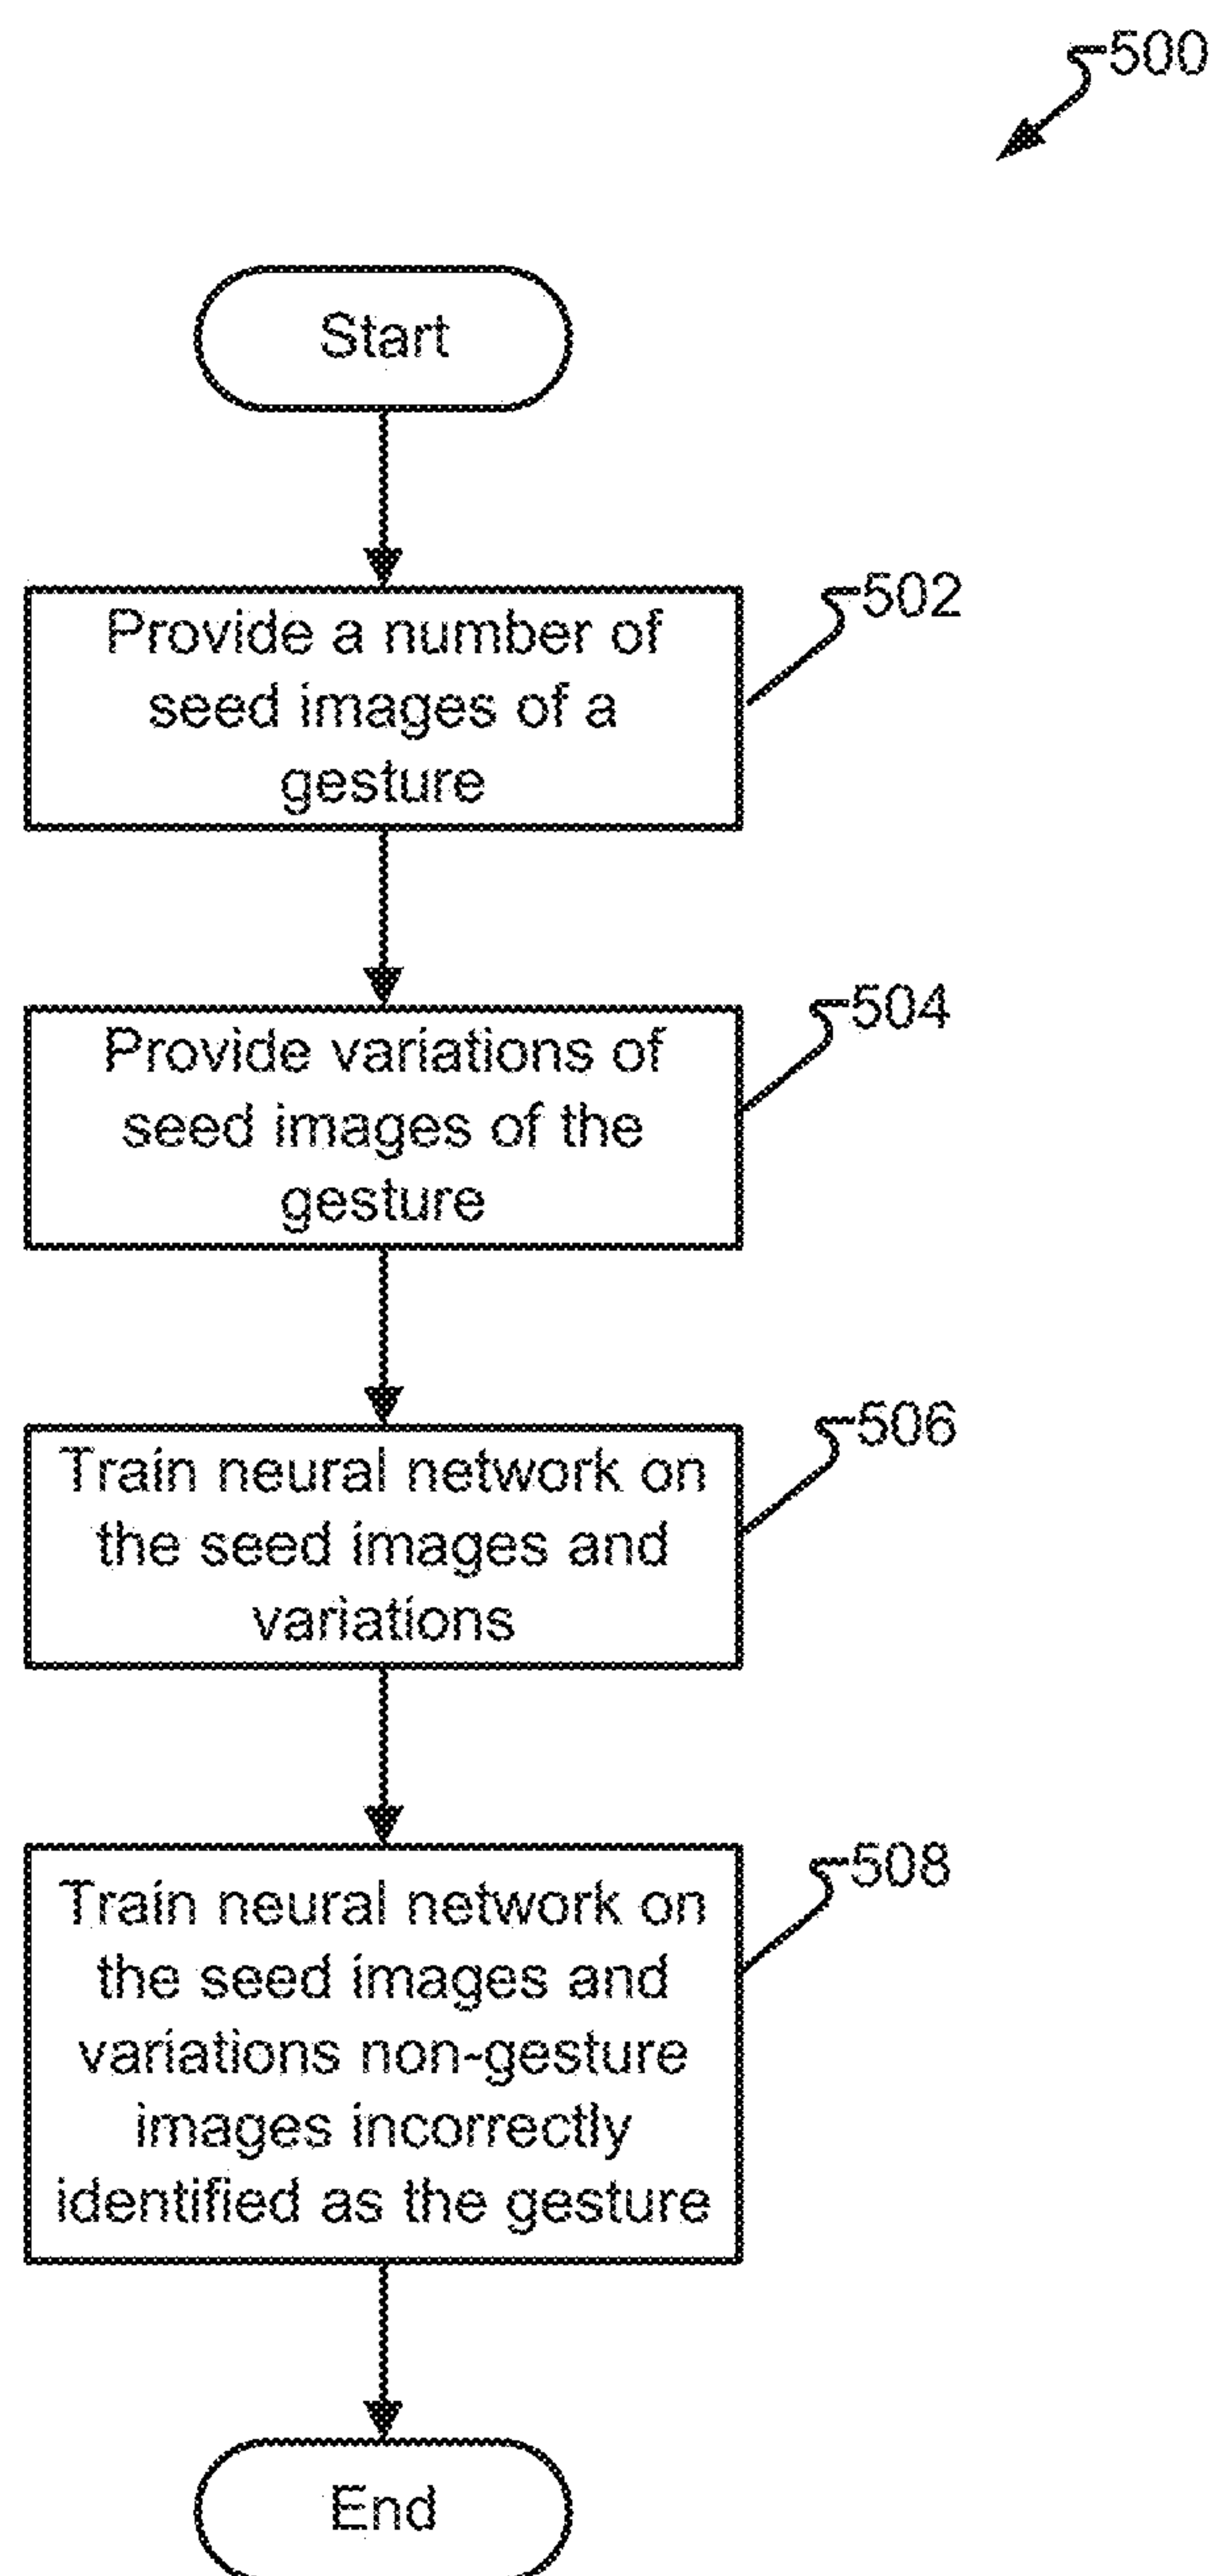 500
Start
Provide a number of
seed images of a
gesture
502
Provide variations of
seed images of the
gesture
504
Train neural network on
the seed images and
variations
506
Train neural network on
the seed images and
variations non-gesture
images incorrectly
identified as the gesture
508
End